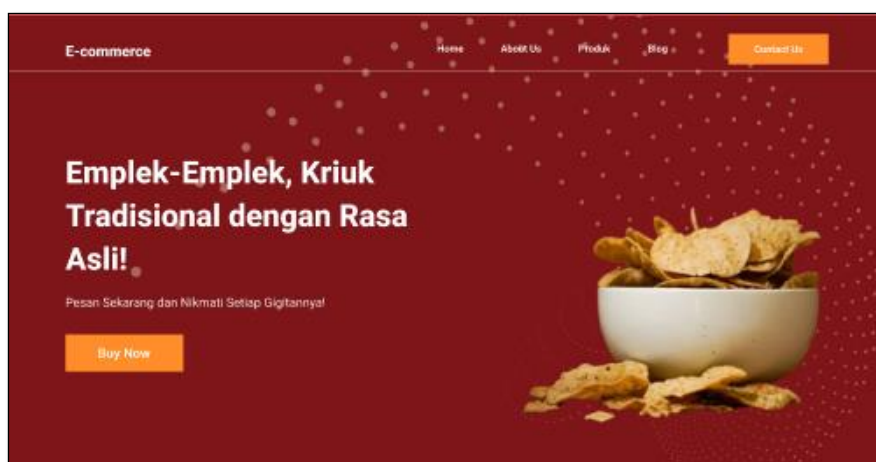 E-commerce
Home About Us Produk Blog Contact Us
Emplek-Emplek, Kriuk
Tradisional dengan Rasa
Asli!
Pesan Sekarang dan Nikmati Setiap Gigitannya!
Buy Now